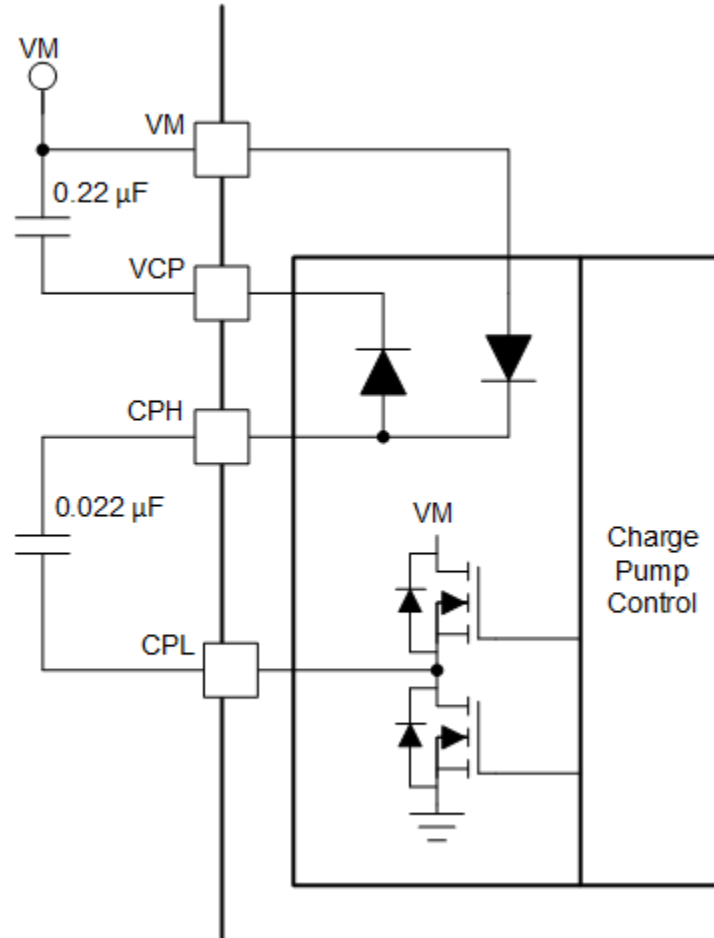 VM
VM
0.22 µF
VCP
CPH
0.022 µF
VM
CPL
Charge
Pump
Control